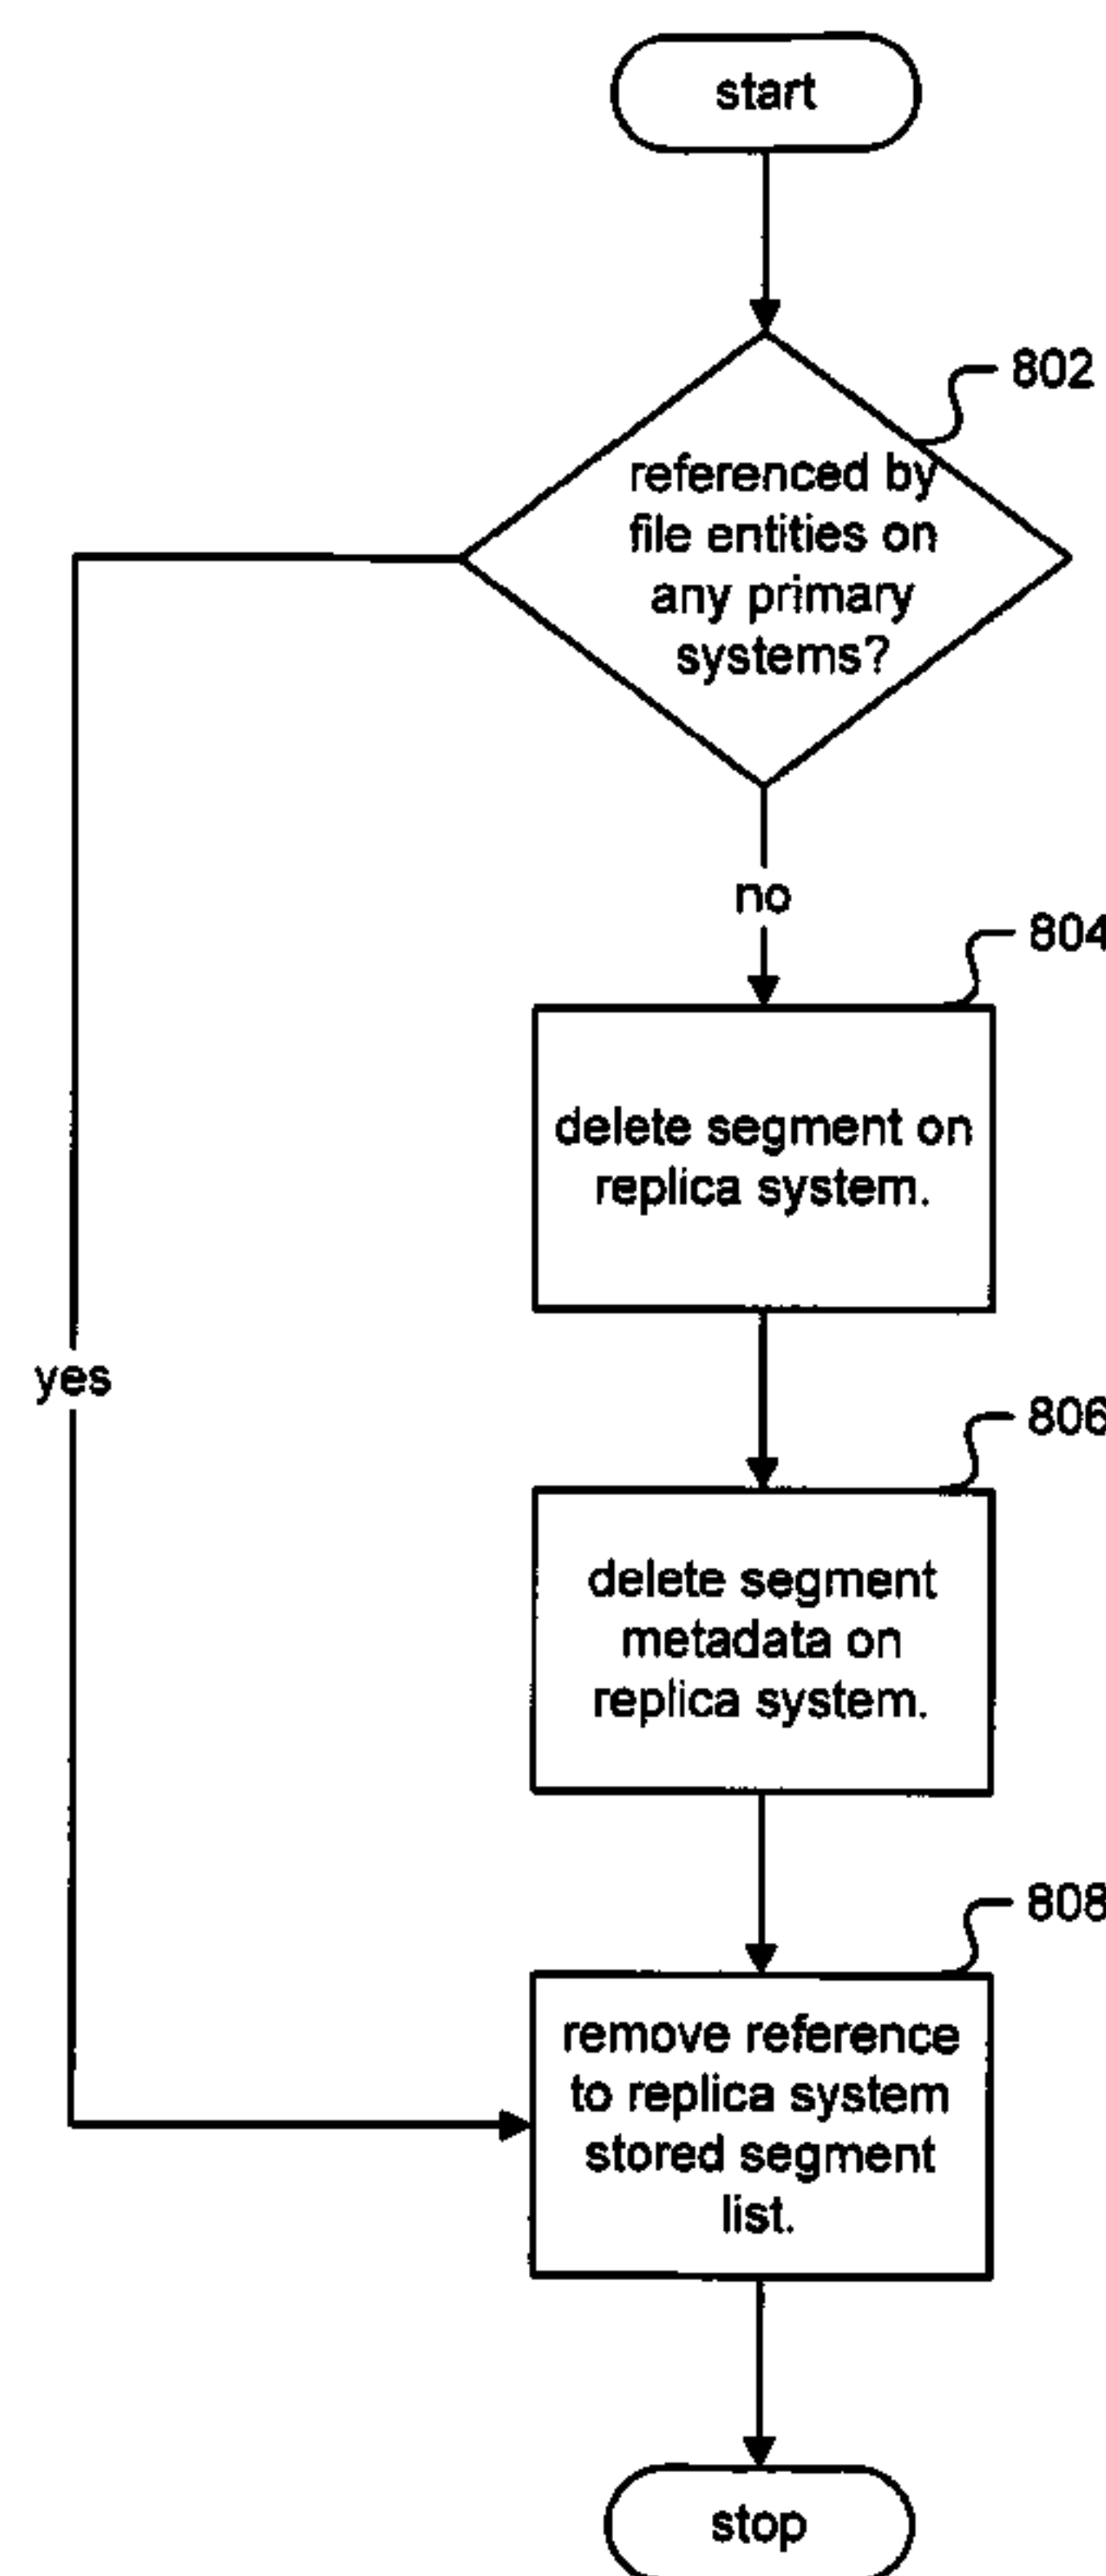 start
802
referenced by
file entities on
any primary
systems?
no
804
delete segment on
replica system.
yes
806
delete segment
metadata on
replica system.
808
remove reference
to replica system
stored segment
list.
stop